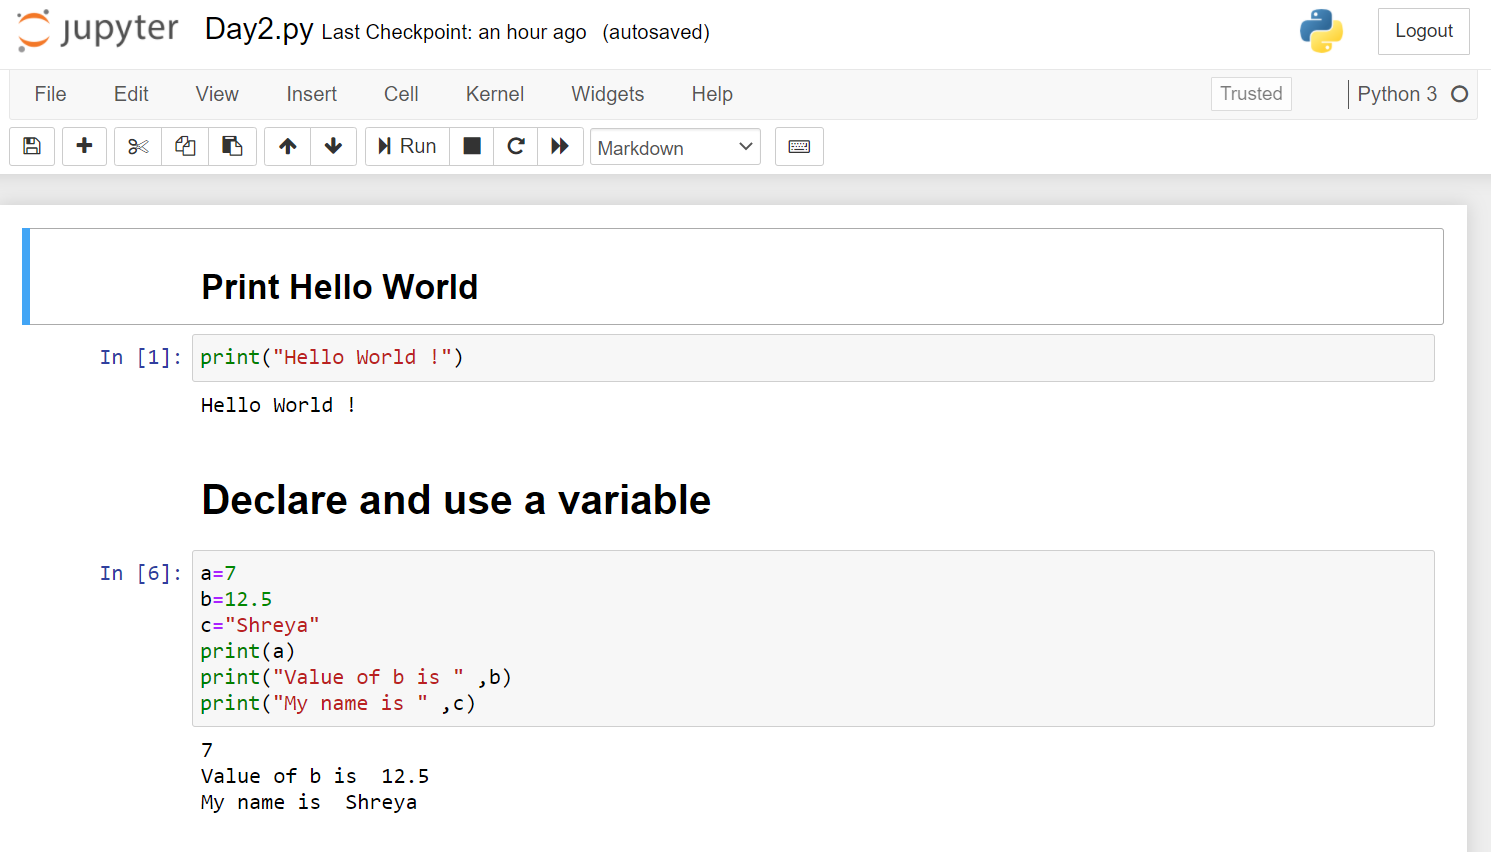 jupyter Day2.py Last Checkpoint: an hour ago (autosaved)
Logout
File Edit View Insert Cell Kernel Widgets Help
Trusted
Python 3
Run
Markdown
Print Hello World
In [1]: print("Hello World !")
Hello World !
Declare and use a variable
In [6]: a=7
b=12.5
c="Shreya"
print(a)
print("Value of b is " ,b)
print("My name is " ,c)
7
Value of b is  12.5
My name is  Shreya